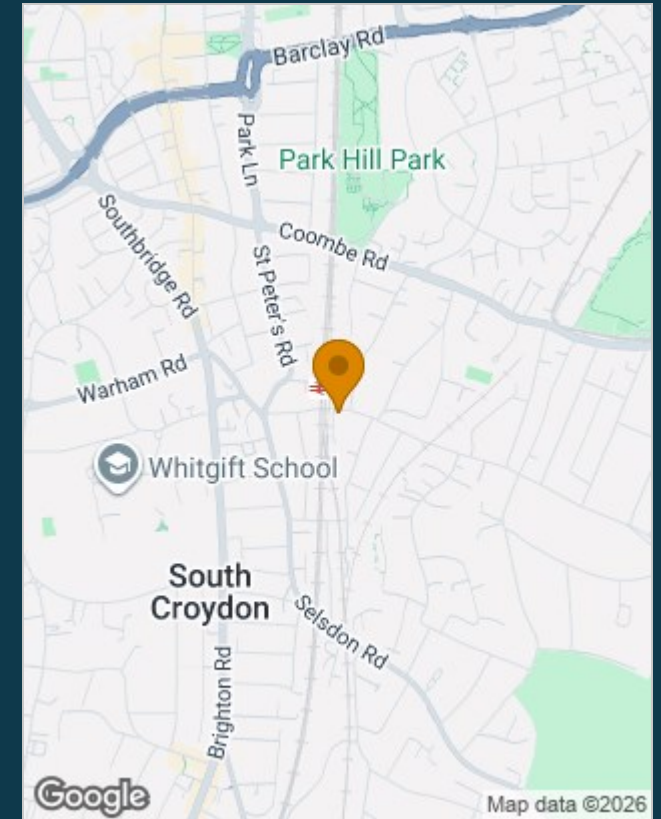 Barclay Rd
Park Ln
Park Hill Park
Southbridge Rd
Coombe Rd
St Peter's Rd
Warham Rd
Whitgift School
South
Croydon
Selsdon Rd
Brighton Rd
Google
Map data ©2026